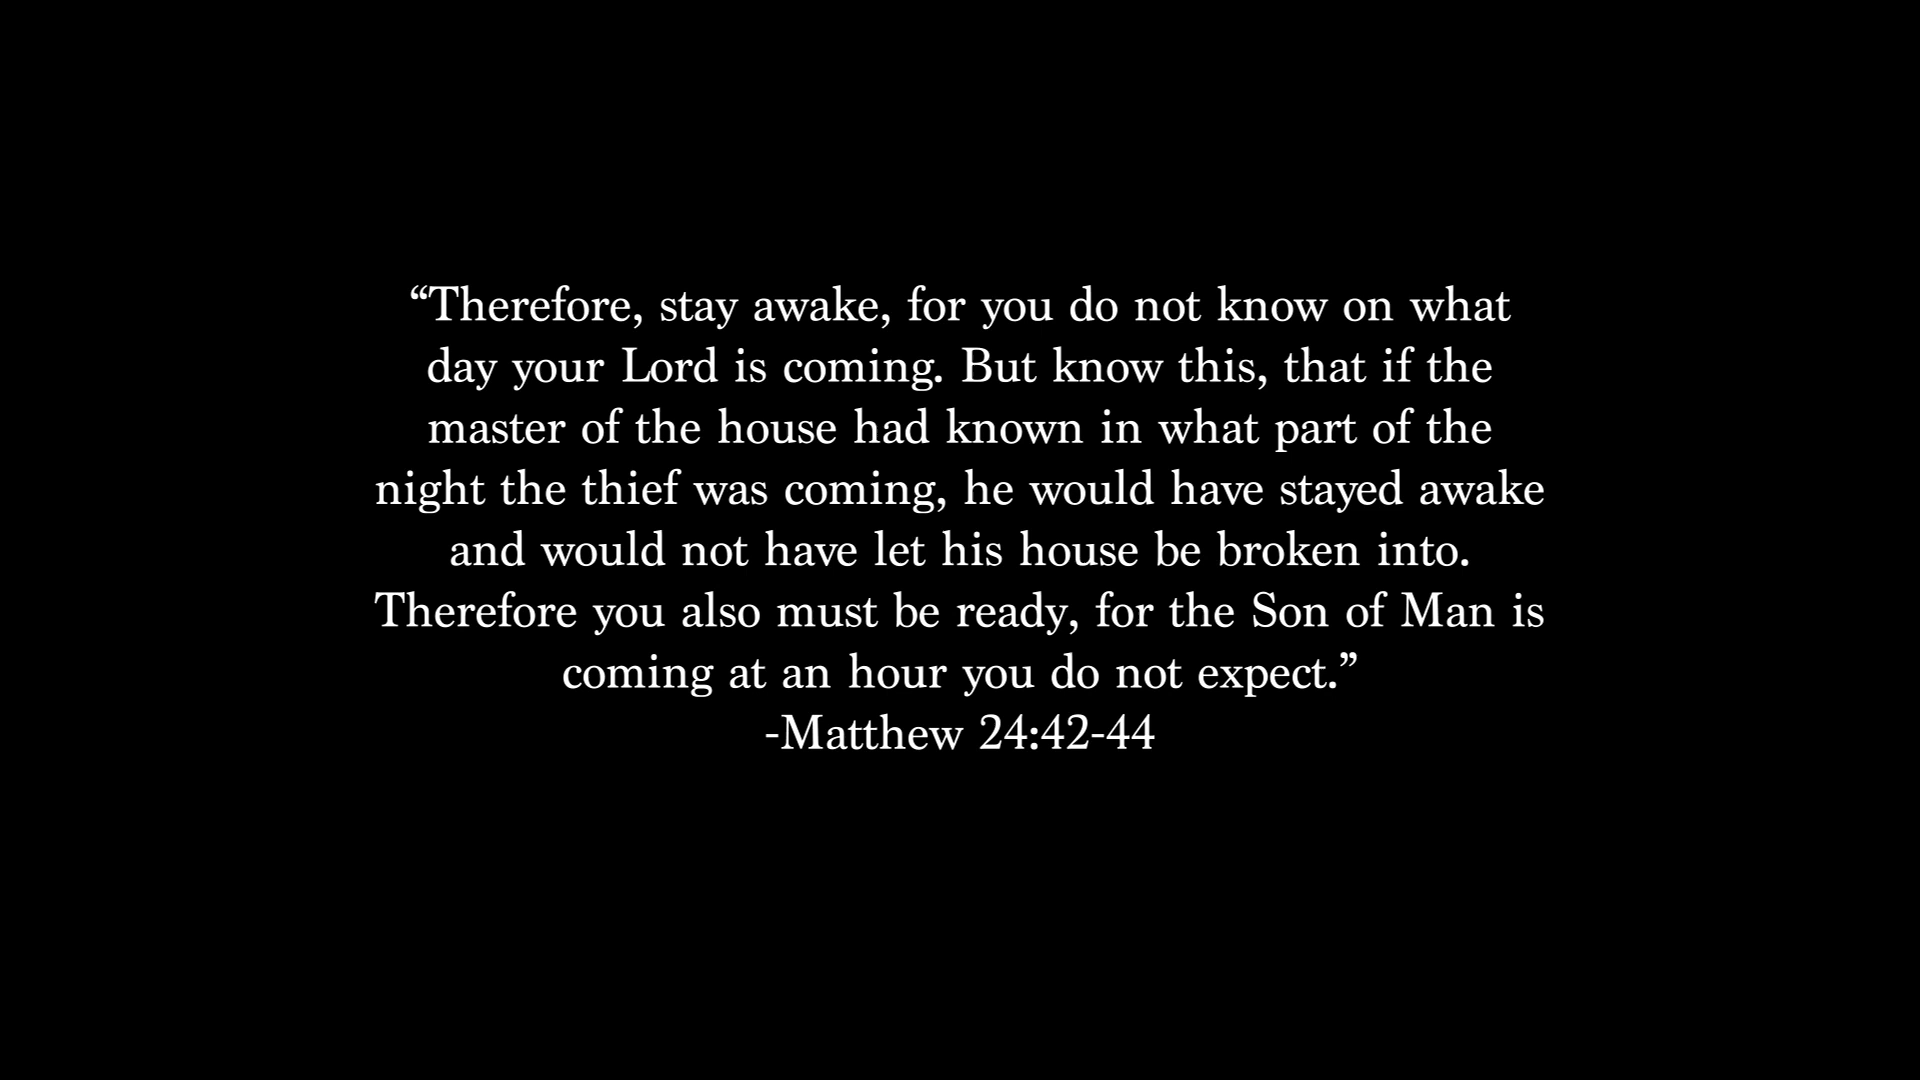 “Therefore, stay awake, for you do not know on what
day your Lord is coming. But know this, that if the
master of the house had known in what part of the
night the thief was coming, he would have stayed awake
and would not have let his house be broken into.
Therefore you also must be ready, for the Son of Man is
coming at an hour you do not expect.”
-Matthew 24:42-44